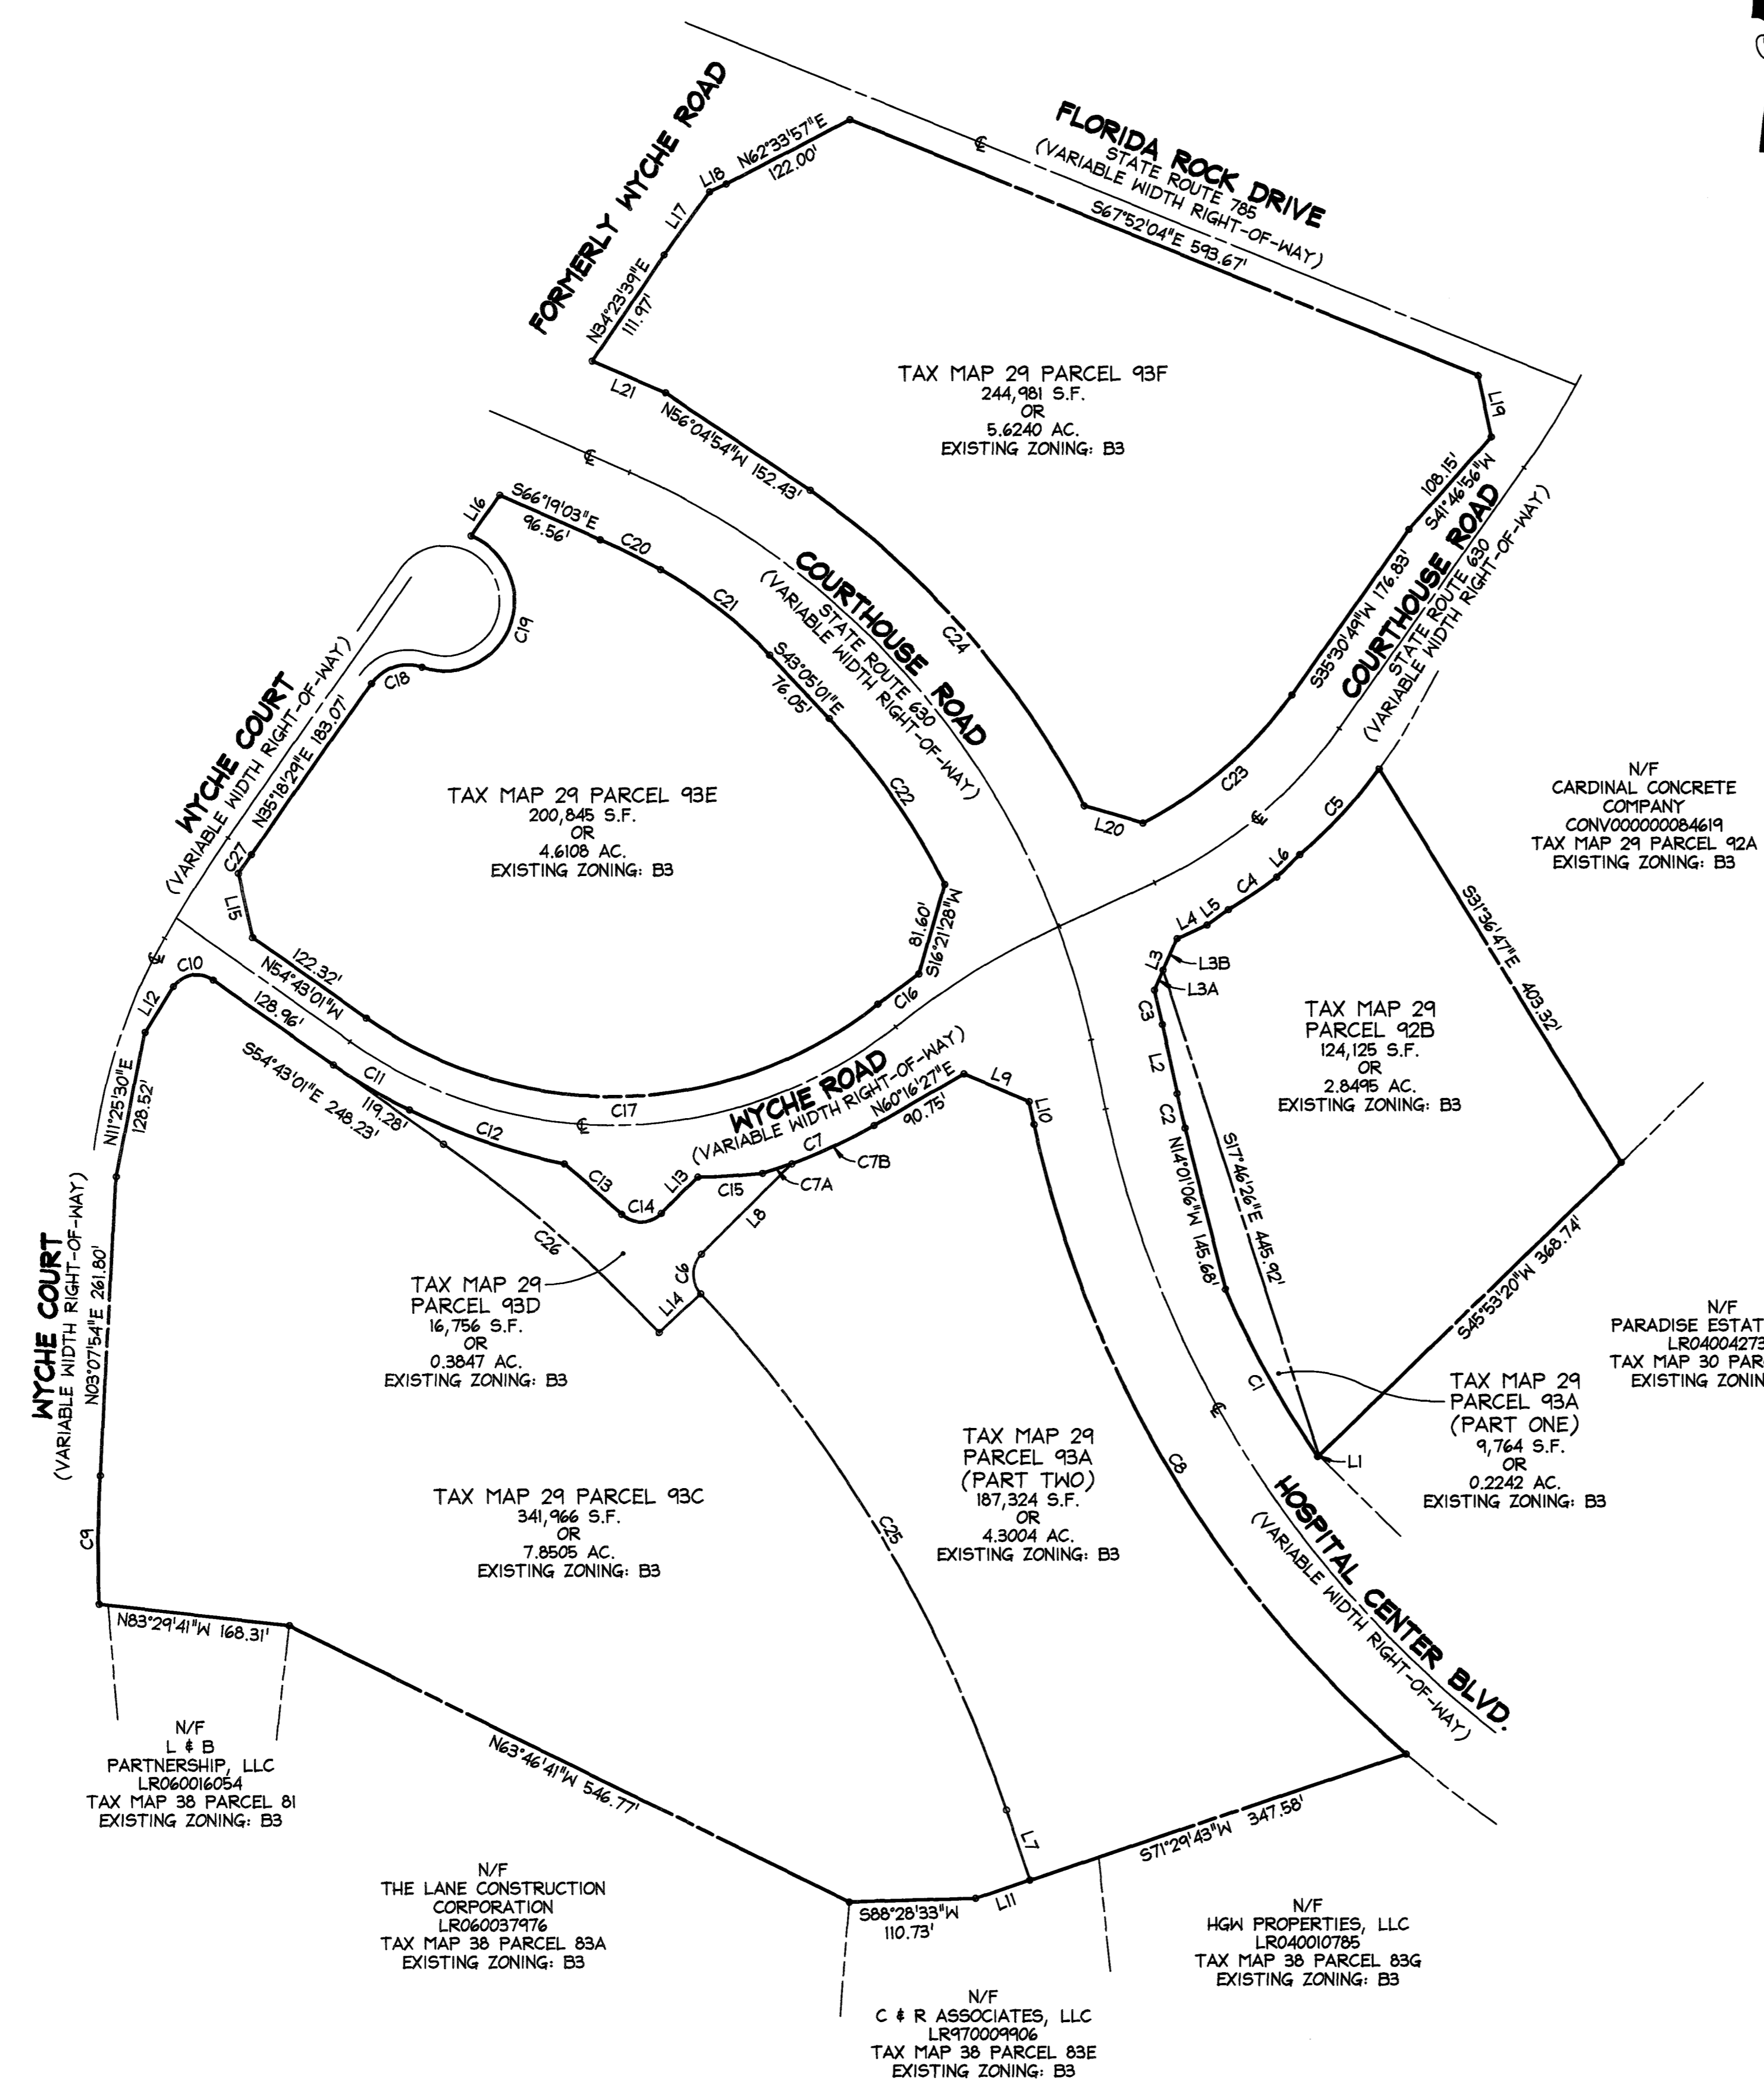 FORMERLY WYCHE ROAD
N62°33'57"E
122.00'
L18
L17
N34°23'39"E
111.97'
L21
FLORIDA ROCK DRIVE
STATE ROUTE 785
(VARIABLE WIDTH RIGHT-OF-WAY)
S67°52'04"E 593.67'
L19
TAX MAP 29 PARCEL 93F
244,981 S.F.
OR
5.6240 AC.
EXISTING ZONING: B3
N56°04'54"W 152.43'
108.15'
S41°46'56"W
S35°30'49"W 176.83'
COURTHOUSE ROAD
STATE ROUTE 630
(VARIABLE WIDTH RIGHT-OF-WAY)
L16
S66°19'03"E
96.56'
C20
C21
C19
C18
S43°05'01"E
76.05'
C22
COURTHOUSE ROAD
STATE ROUTE 630
(VARIABLE WIDTH RIGHT-OF-WAY)
C24
L20
C23
WYCHE COURT
(VARIABLE WIDTH RIGHT-OF-WAY)
N35°18'29"E 183.07'
C27
L15
TAX MAP 29 PARCEL 93E
200,845 S.F.
OR
4.6108 AC.
EXISTING ZONING: B3
81.60'
S16°21'28"W
C5
L6
C4
L5
L4
L3
L3B
L3A
C3
L2
C2
N/F
CARDINAL CONCRETE
COMPANY
CONV000000084619
TAX MAP 29 PARCEL 92A
EXISTING ZONING: B3
S31°36'47"E 403.32'
TAX MAP 29
PARCEL 92B
124,125 S.F.
OR
2.8495 AC.
EXISTING ZONING: B3
N14°01'06"W 145.68'
S17°46'26"E 445.92'
S45°53'20"W 368.74'
C10
L12
122.32'
N54°43'01"W
128.96'
S54°43'01"E 248.23'
C11
119.28'
C12
C17
C16
WYCHE ROAD
(VARIABLE WIDTH RIGHT-OF-WAY)
N60°16'27"E
90.75'
L9
L10
C7
C7B
C7A
C13
C14
L13
C15
L8
C6
L14
C26
N11°25'30"E
128.52'
WYCHE COURT
(VARIABLE WIDTH RIGHT-OF-WAY)
N03°07'54"E 261.80'
C9
TAX MAP 29
PARCEL 93D
16,756 S.F.
OR
0.3847 AC.
EXISTING ZONING: B3
N/F
PARADISE ESTAT
LR04004273
TAX MAP 30 PAR
EXISTING ZONIN
C1
TAX MAP 29
PARCEL 93A
(PART ONE)
9,764 S.F.
OR
0.2242 AC.
EXISTING ZONING: B3
L1
TAX MAP 29
PARCEL 93A
(PART TWO)
187,324 S.F.
OR
4.3004 AC.
EXISTING ZONING: B3
C8
HOSPITAL CENTER BLVD.
(VARIABLE WIDTH RIGHT-OF-WAY)
TAX MAP 29 PARCEL 93C
341,966 S.F.
OR
7.8505 AC.
EXISTING ZONING: B3
C25
N83°29'41"W 168.31'
N63°46'41"W 546.77'
L7
S71°29'43"W 347.58'
S88°28'33"W
110.73'
L11
N/F
L & B
PARTNERSHIP, LLC
LR060016054
TAX MAP 38 PARCEL 81
EXISTING ZONING: B3
N/F
THE LANE CONSTRUCTION
CORPORATION
LR060037976
TAX MAP 38 PARCEL 83A
EXISTING ZONING: B3
N/F
HGW PROPERTIES, LLC
LR040010785
TAX MAP 38 PARCEL 83G
EXISTING ZONING: B3
N/F
C & R ASSOCIATES, LLC
LR970009906
TAX MAP 38 PARCEL 83E
EXISTING ZONING: B3